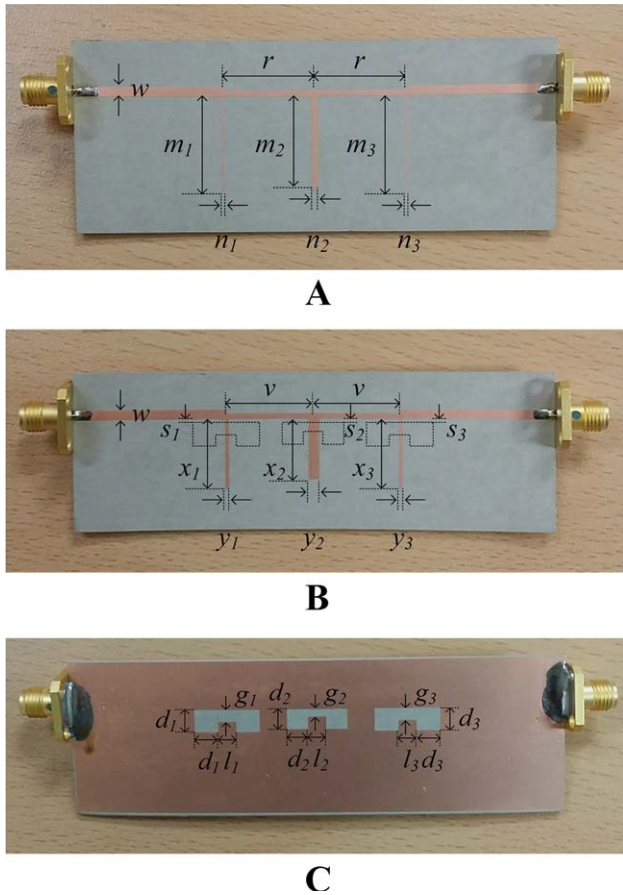 r r
w
m1 m2 m3
n1 n2 n3
A
v v
w
s1 s2 s3
x1 x2 x3
y1 y2 y3
B
g1 d2 g2 g3
d1 d3
d1 l1 d2 l2 l3 d3
C